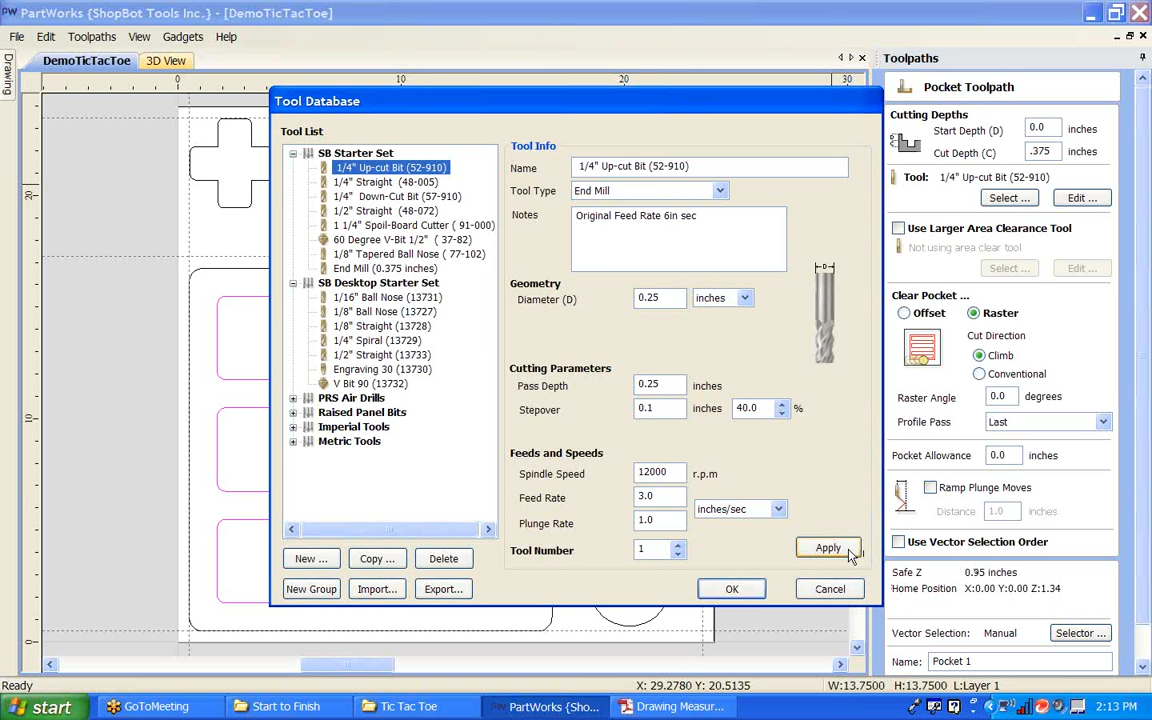 PW PartWorks {ShopBot Tools Inc.} - [DemoTicTacToe]
File Edit Toolpaths View Gadgets Help
Drawing
DemoTicTacToe 3D View
0 10 20 30
20
10
0
Tool Database
Tool List
SB Starter Set
1/4" Up-cut Bit (52-910)
1/4" Straight (48-005)
1/4" Down-Cut Bit (57-910)
1/2" Straight (48-072)
1 1/4" Spoil-Board Cutter ( 91-000)
60 Degree V-Bit 1/2" ( 37-82)
1/8" Tapered Ball Nose ( 77-102)
End Mill (0.375 inches)
SB Desktop Starter Set
1/16" Ball Nose (13731)
1/8" Ball Nose (13727)
1/8" Straight (13728)
1/4" Spiral (13729)
1/2" Straight (13733)
Engraving 30 (13730)
V Bit 90 (13732)
PRS Air Drills
Raised Panel Bits
Imperial Tools
Metric Tools
New ... Copy ... Delete
New Group Import... Export...
Tool Info
Name 1/4" Up-cut Bit (52-910)
Tool Type End Mill
Notes Original Feed Rate 6in sec
D
Geometry
Diameter (D) 0.25 inches
Cutting Parameters
Pass Depth 0.25 inches
Stepover 0.1 inches 40.0 %
Feeds and Speeds
Spindle Speed 12000 r.p.m
Feed Rate 3.0
inches/sec
Plunge Rate 1.0
Tool Number 1 Apply
OK Cancel
Toolpaths
Pocket Toolpath
Cutting Depths
Start Depth (D) 0.0 inches
Cut Depth (C) .375 inches
Tool: 1/4" Up-cut Bit (52-910)
Select ... Edit ...
Use Larger Area Clearance Tool
Not using area clear tool
Select ... Edit ...
Clear Pocket ...
Offset Raster
Cut Direction
Climb
Conventional
Raster Angle 0.0 degrees
Profile Pass Last
Pocket Allowance 0.0 inches
Ramp Plunge Moves
Distance 1.0 inches
Use Vector Selection Order
Safe Z 0.95 inches
Home Position X:0.00 Y:0.00 Z:1.34
Vector Selection: Manual Selector ...
Name: Pocket 1
Ready X: 29.2780 Y: 20.5135 W:13.7500 H:13.7500 L:Layer 1
start GoToMeeting Start to Finish Tic Tac Toe PartWorks {Sho... Drawing Measur... 2:13 PM